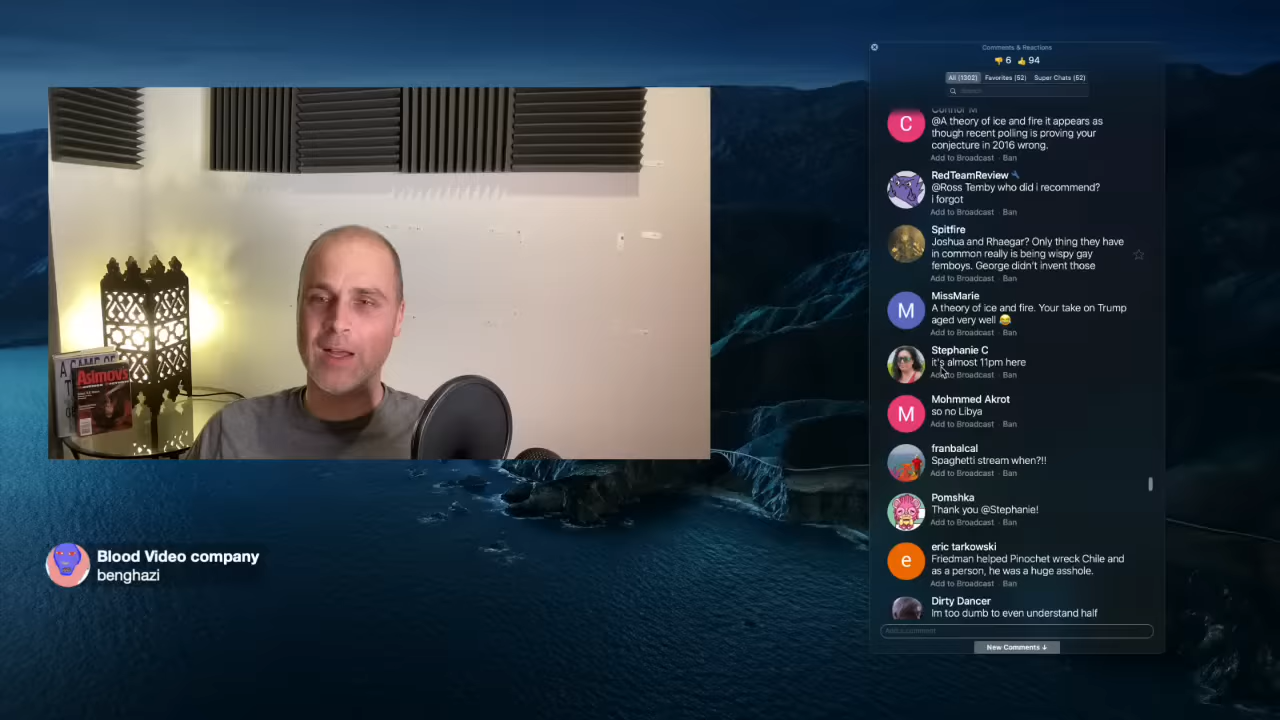 A GAME OF
Asimov's
Blood Video company
benghazi
Comments & Reactions
6 94
All (1302) Favorites (52) Super Chats (52)
Search
Connor M
@A theory of ice and fire it appears as
though recent polling is proving your
conjecture in 2016 wrong.
Add to Broadcast · Ban
RedTeamReview
@Ross Temby who did i recommend?
i forgot
Add to Broadcast · Ban
Spitfire
Joshua and Rhaegar? Only thing they have
in common really is being wispy gay
femboys. George didn't invent those
Add to Broadcast · Ban
MissMarie
M
A theory of ice and fire. Your take on Trump
aged very well 😂
Add to Broadcast · Ban
Stephanie C
it's almost 11pm here
Add to Broadcast · Ban
Mohmmed Akrot
M
so no Libya
Add to Broadcast · Ban
franbalcal
Spaghetti stream when?!!
Add to Broadcast · Ban
Pomshka
Thank you @Stephanie!
Add to Broadcast · Ban
eric tarkowski
e
Friedman helped Pinochet wreck Chile and
as a person, he was a huge asshole.
Add to Broadcast · Ban
Dirty Dancer
Im too dumb to even understand half
Add a comment
New Comments ↓
C